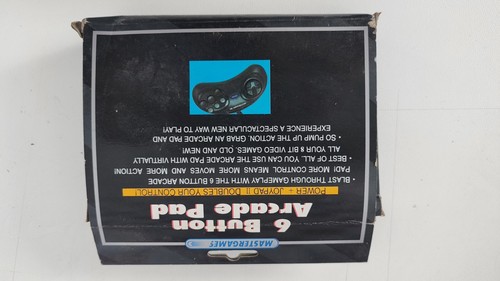 MASTERGAMES
6 Button
Arcade Pad
POWER + JOYPAD !! DOUBLES YOUR CONTROL!
• BLAST THROUGH GAMEPLAY WITH THE 6 BUTTON ARCADE
PAD! MORE CONTROL MEANS MORE MOVES AND MORE ACTION!
• BEST OF ALL, YOU CAN USE THE ARCADE PAD WITH VIRTUALLY
ALL YOUR 8 BIT VIDEO GAMES, OLD AND NEW!
• SO PUMP UP THE ACTION, GRAB AN ARCADE PAD AND
EXPERIENCE A SPECTACULAR NEW WAY TO PLAY!